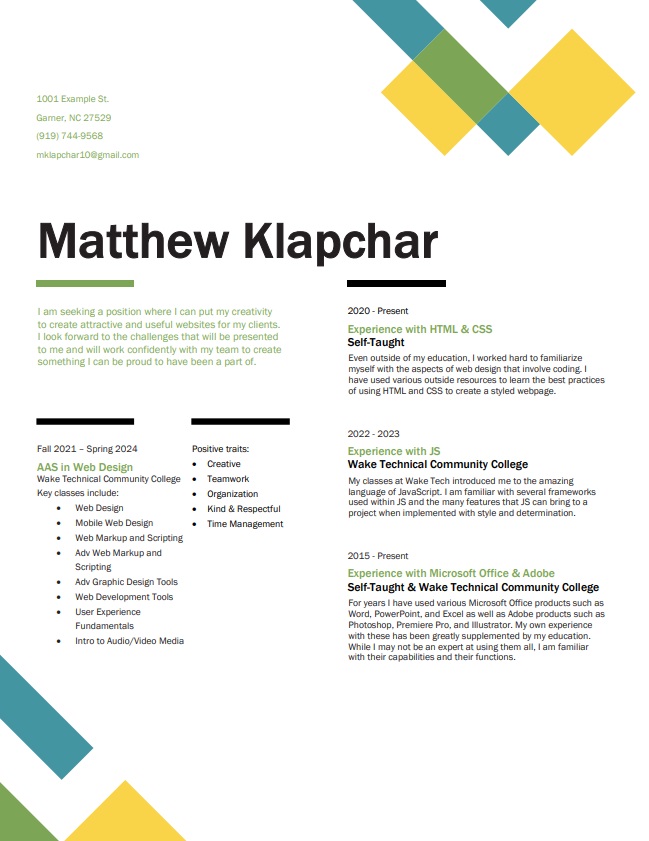 1001 Example St.
Garner, NC 27529
(919) 744-9568
mklapchar10@gmail.com
Matthew Klapchar
I am seeking a position where I can put my creativity
to create attractive and useful websites for my clients.
I look forward to the challenges that will be presented
to me and will work confidently with my team to create
something I can be proud to have been a part of.
Fall 2021 – Spring 2024
AAS in Web Design
Wake Technical Community College
Key classes include:
• Web Design
• Mobile Web Design
• Web Markup and Scripting
• Adv Web Markup and
Scripting
• Adv Graphic Design Tools
• Web Development Tools
• User Experience
Fundamentals
• Intro to Audio/Video Media
Positive traits:
• Creative
• Teamwork
• Organization
• Kind & Respectful
• Time Management
2020 - Present
Experience with HTML & CSS
Self-Taught
Even outside of my education, I worked hard to familiarize
myself with the aspects of web design that involve coding. I
have used various outside resources to learn the best practices
of using HTML and CSS to create a styled webpage.
2022 - 2023
Experience with JS
Wake Technical Community College
My classes at Wake Tech introduced me to the amazing
language of JavaScript. I am familiar with several frameworks
used within JS and the many features that JS can bring to a
project when implemented with style and determination.
2015 - Present
Experience with Microsoft Office & Adobe
Self-Taught & Wake Technical Community College
For years I have used various Microsoft Office products such as
Word, PowerPoint, and Excel as well as Adobe products such as
Photoshop, Premiere Pro, and Illustrator. My own experience
with these has been greatly supplemented by my education.
While I may not be an expert at using them all, I am familiar
with their capabilities and their functions.